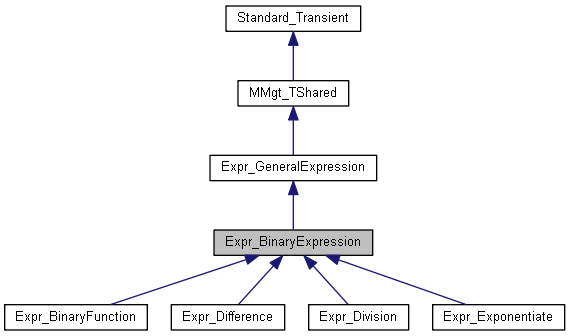 Standard_Transient
MMgt_TShared
Expr_GeneralExpression
Expr_BinaryExpression
Expr_BinaryFunction Expr_Difference Expr_Division Expr_Exponentiate